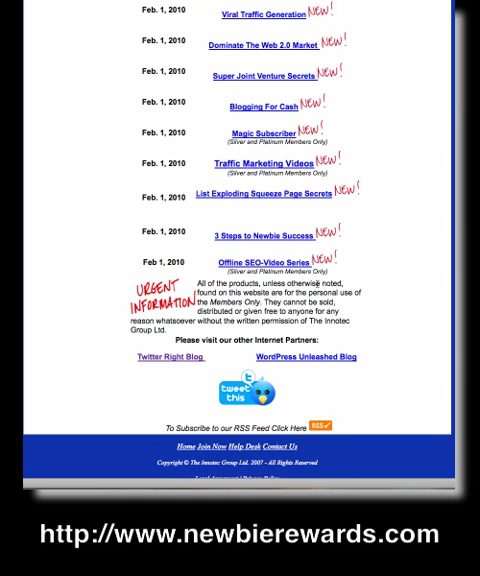 Feb. 1, 2010 Viral Traffic Generation NEW!
Feb. 1, 2010 Dominate The Web 2.0 Market NEW!
Feb. 1, 2010 Super Joint Venture Secrets NEW!
Feb. 1, 2010 Blogging For Cash NEW!
Feb. 1, 2010 Magic Subscriber NEW!
(Silver and Platinum Members Only)
Feb. 1, 2010 Traffic Marketing Videos NEW!
(Silver and Platinum Members Only)
Feb. 1, 2010 List Exploding Squeeze Page Secrets NEW!
Feb. 1, 2010 3 Steps to Newbie Success NEW!
Feb 1, 2010 Offline SEO-Video Series NEW!
(Silver and Platinum Members Only)
URGENT INFORMATION
All of the products, unless otherwise noted,
found on this website are for the personal use of
the Members Only. They cannot be sold,
distributed or given free to anyone for any
reason whatsoever without the written permission of The Innotec
Group Ltd.
Please visit our other Internet Partners:
Twitter Right Blog WordPress Unleashed Blog
t
tweet this
To Subscribe to our RSS Feed Click Here RSS
Home Join Now Help Desk Contact Us
Copyright © The Innotec Group Ltd. 2007 - All Rights Reserved
Legal Agreement / Privacy Policy
http://www.newbierewards.com